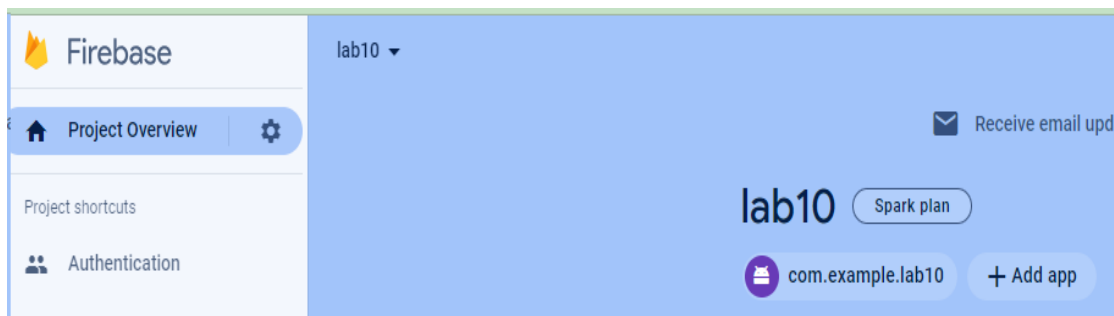 Firebase
lab10
Project Overview
Receive email upd
Project shortcuts
lab10
Spark plan
Authentication
com.example.lab10
+ Add app